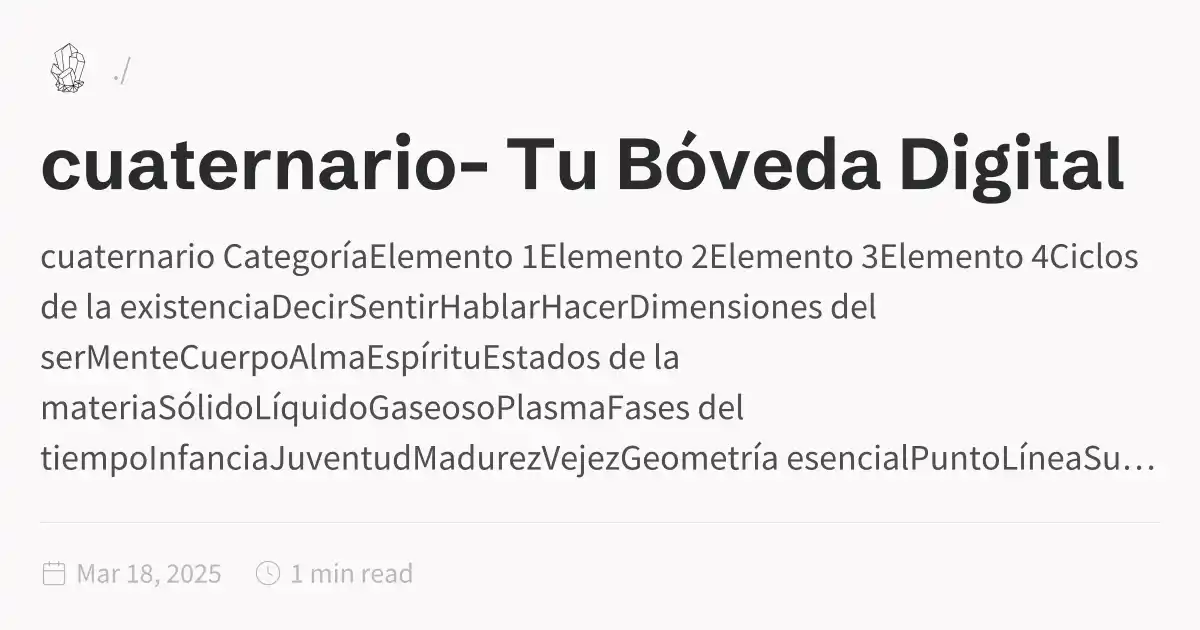 ./
cuaternario- Tu Bóveda Digital
cuaternario CategoríaElemento 1Elemento 2Elemento 3Elemento 4Ciclos
de la existenciaDecirSentirHablarHacerDimensiones del
serMenteCuerpoAlmaEspírituEstados de la
materiaSólidoLíquidoGaseosoPlasmaFases del
tiempoInfanciaJuventudMadurezVejezGeometría esencialPuntoLíneaSu…
Mar 18, 2025 1 min read